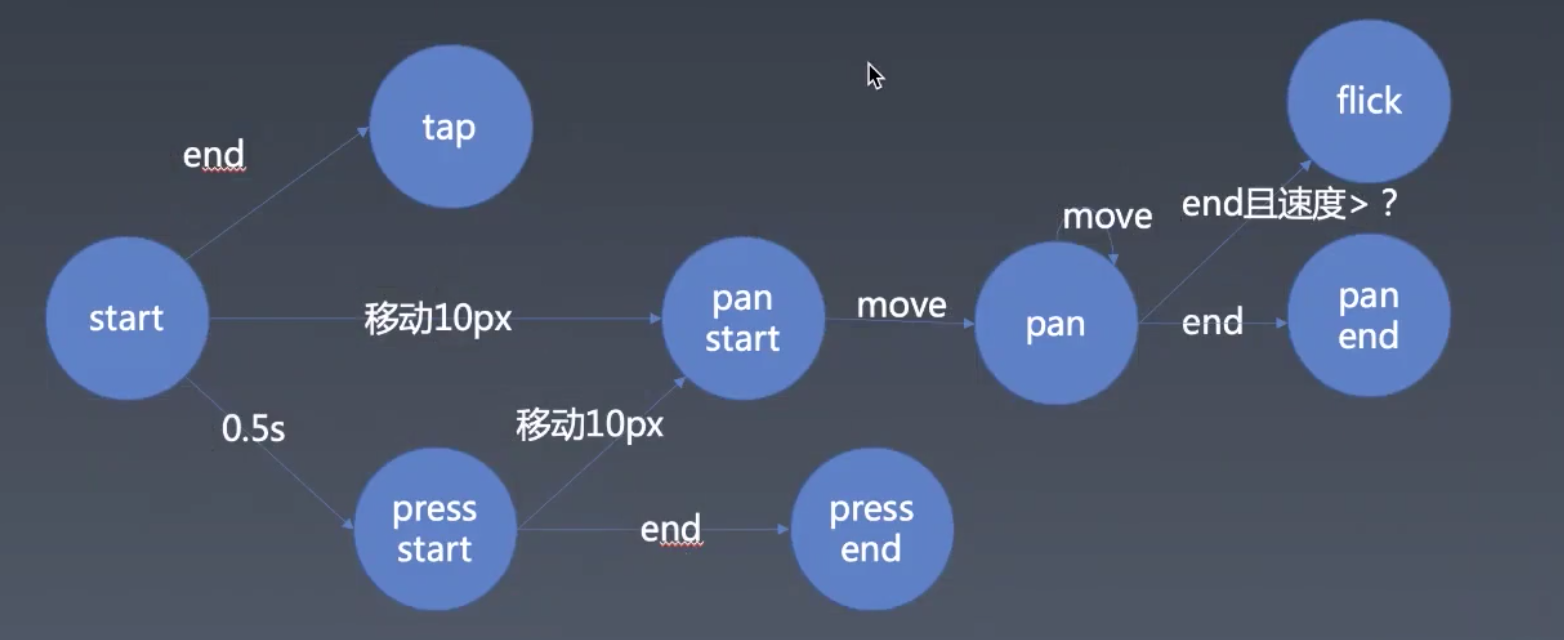 flick
tap
end
end且速度>？
move
start
移动10px
pan
start
move
pan
end
pan
end
0.5s
移动10px
press
start
end
press
end